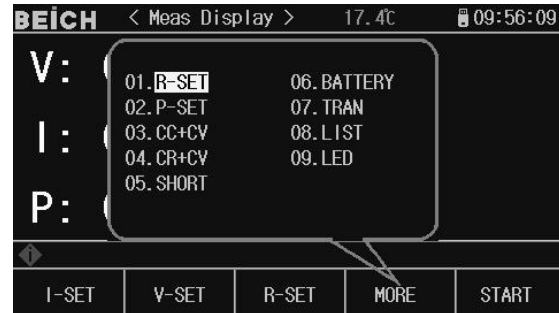 BEICH < Meas Display > 17.4℃ 09:56:09
V:
I:
P:
01.R-SET 06.BATTERY
02.P-SET 07.TRAN
03.CC+CV 08.LIST
04.CR+CV 09.LED
05.SHORT
I-SET V-SET R-SET MORE START